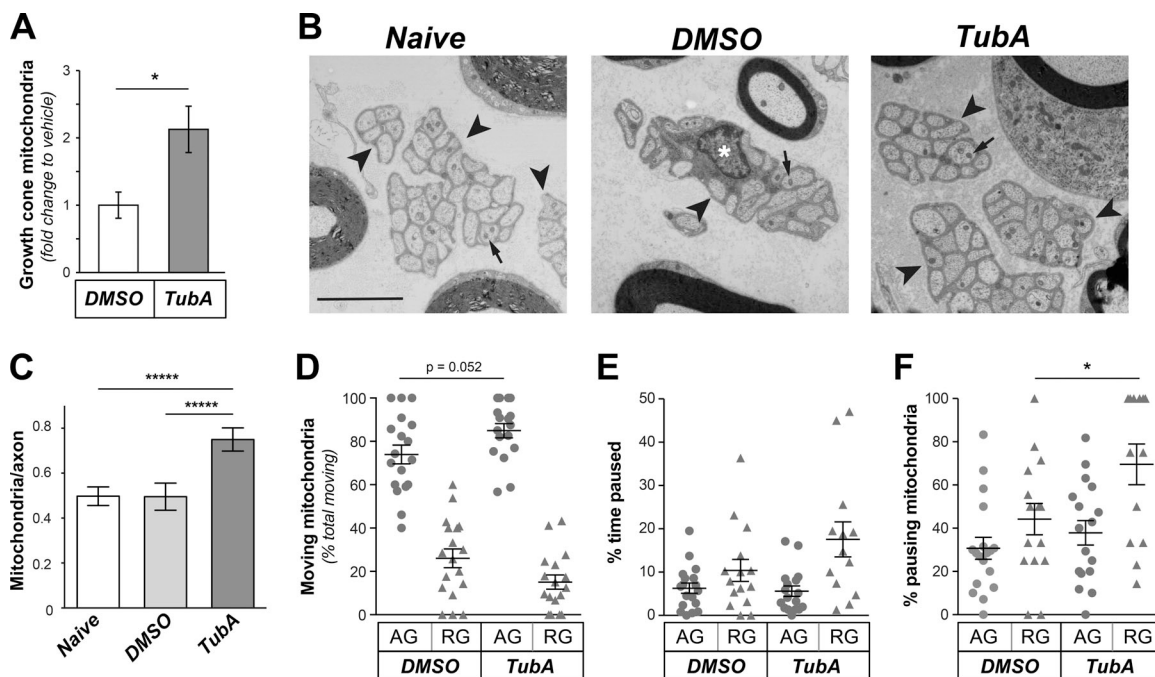 A
Growth cone mitochondria
(fold change to vehicle)
3
2
1
0
*
DMSO TubA
B
Naive DMSO TubA
*
C
Mitochondria/axon
0.8
0.6
0.4
0.2
0
*****
*****
Naive
DMSO
TubA
D
Moving mitochondria
(% total moving)
100
80
60
40
20
0
p = 0.052
AG RG AG RG
DMSO TubA
E
% time paused
50
40
30
20
10
0
AG RG AG RG
DMSO TubA
F
% pausing mitochondria
100
80
60
40
20
0
*
AG RG AG RG
DMSO TubA